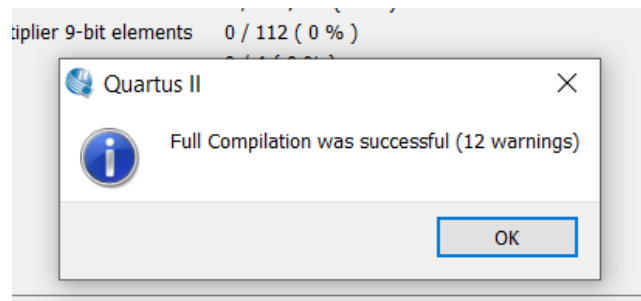 tiplier 9-bit elements 0 / 112 ( 0 % )
Quartus II
Full Compilation was successful (12 warnings)
OK